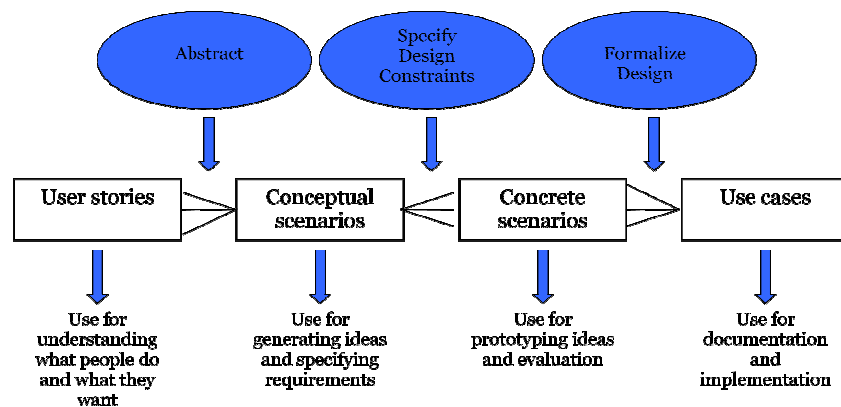 Abstract
Specify
Design
Constraints
Formalize
Design
User stories
Conceptual
scenarios
Concrete
scenarios
Use cases
Use for
understanding
what people do
and what they
want
Use for
generating ideas
and specifying
requirements
Use for
prototyping ideas
and evaluation
Use for
documentation
and
implementation